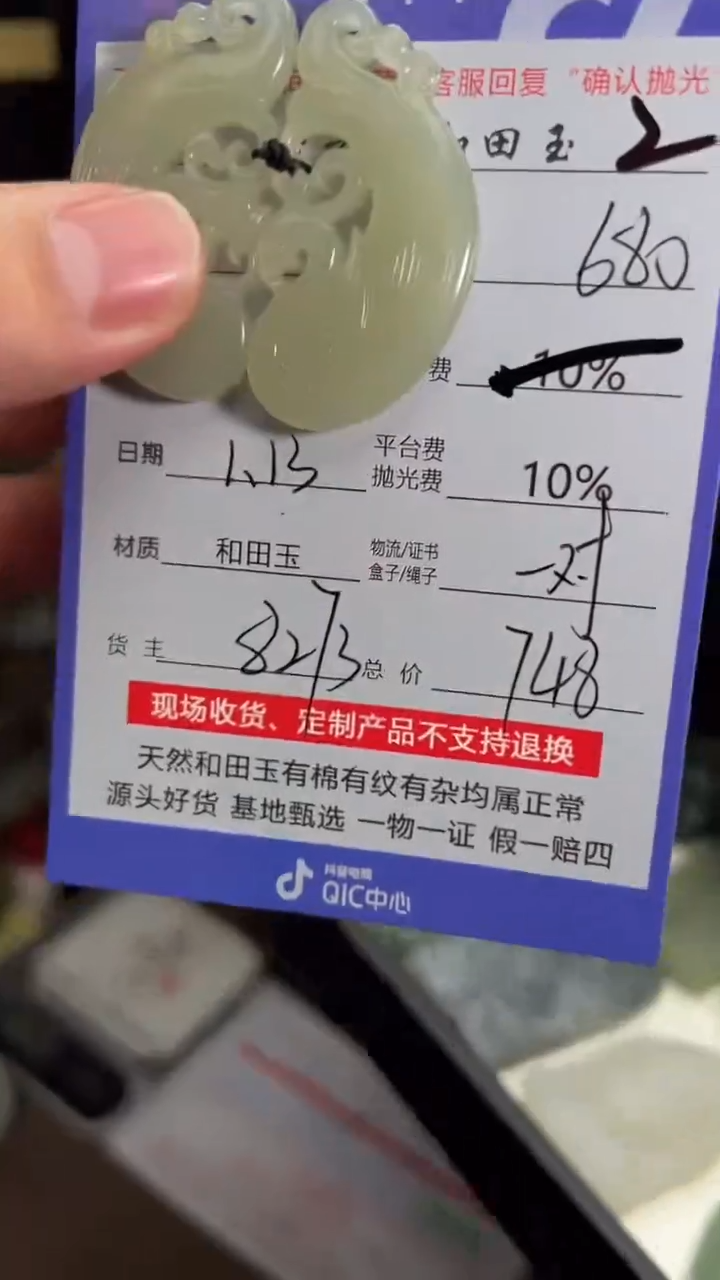 客服回复“确认抛光
田玉 2
680
费 10%
日期 1.13 平台费 抛光费 10%
材质 和田玉 物流/证书 盒子/绳子 一对
货主 8273 总价 748
现场收货、定制产品不支持退换
天然和田玉有棉有纹有杂均属正常
源头好货 基地甄选 一物一证 假一赔四
抖音电商
QIC中心